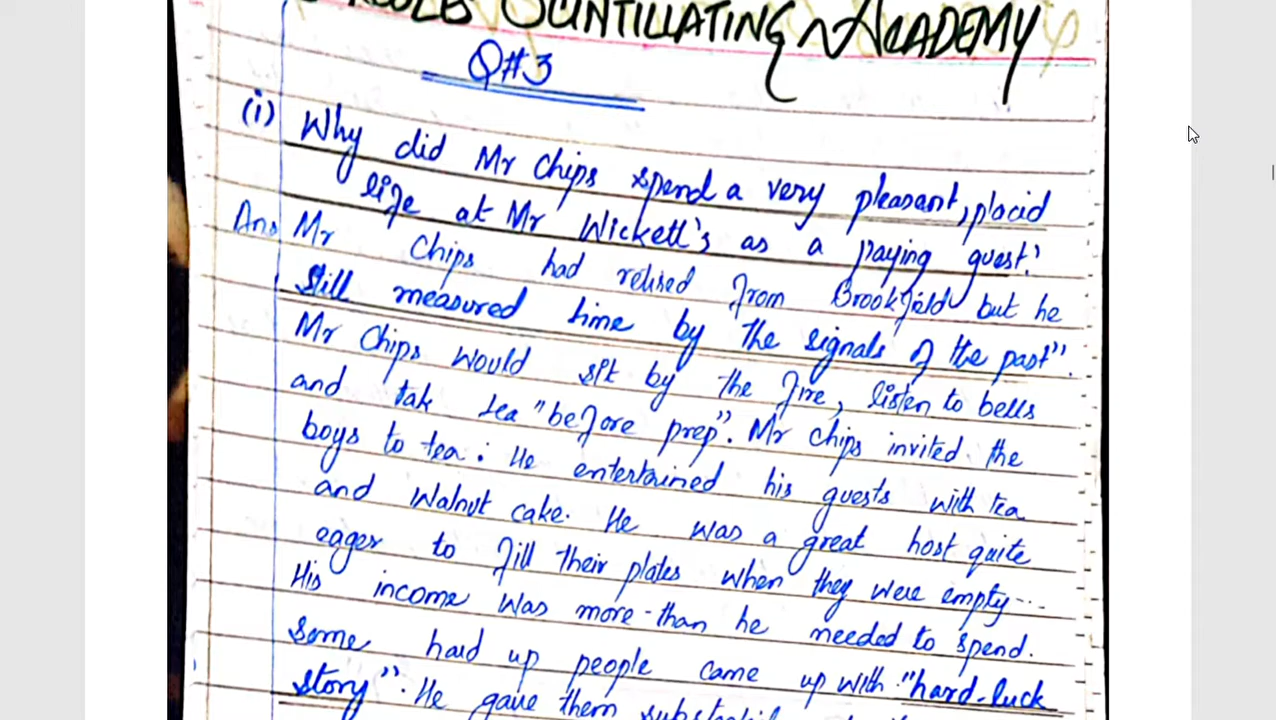 SCINTILLATING ACADEMY
Q#3
(i) Why did Mr Chips spend a very pleasant, placid
life at Mr Wickett's as a paying guest?
Ans Mr Chips had retired from Brookfield but he
still measured time by the signals of the past".
Mr Chips would sit by the fire, listen to bells
and tak tea "before prep". Mr Chips invited the
boys to tea: He entertained his guests with tea
and walnut cake. He was a great host quite
eager to fill their plates when they were empty...
His income was more than he needed to spend.
Some hard up people came up with "hard-luck
story". He gave them substantial